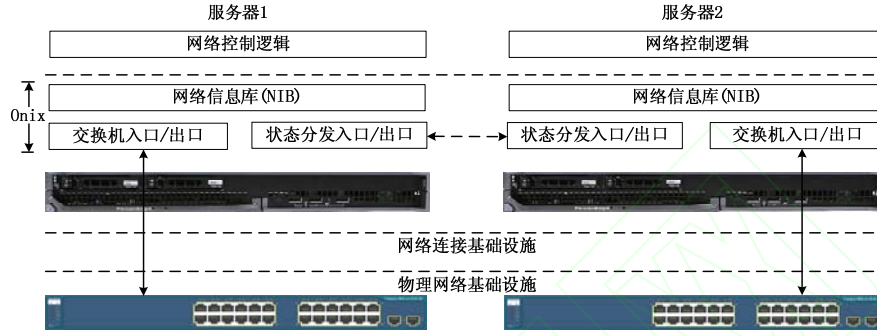 服务器1 服务器2
网络控制逻辑 网络控制逻辑
网络信息库(NIB) 网络信息库(NIB)
Onix
交换机入口/出口 状态分发入口/出口 状态分发入口/出口 交换机入口/出口
网络连接基础设施
物理网络基础设施